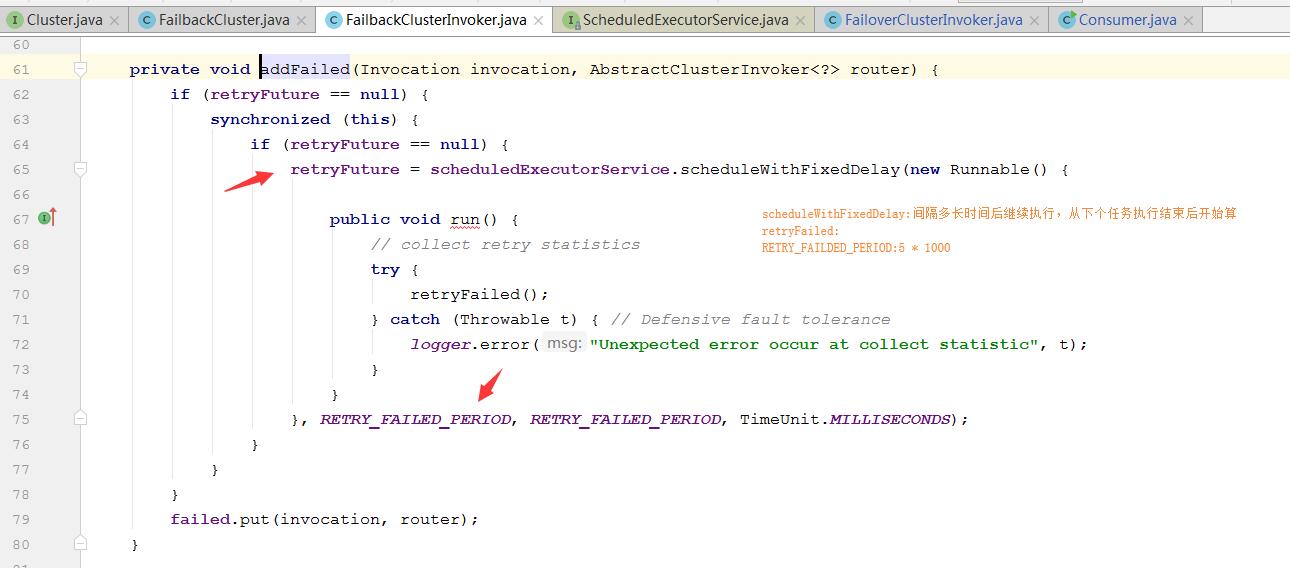 Cluster.java FailbackCluster.java FailbackClusterInvoker.java ScheduledExecutorService.java FailoverClusterInvoker.java Consumer.java
60
61 private void addFailed(Invocation invocation, AbstractClusterInvoker<?> router) {
62 if (retryFuture == null) {
63 synchronized (this) {
64 if (retryFuture == null) {
65 retryFuture = scheduledExecutorService.scheduleWithFixedDelay(new Runnable() {
66
67 public void run() {
scheduleWithFixedDelay:间隔多长时间后继续执行，从下个任务执行结束后开始算
retryFailed:
RETRY_FAILDED_PERIOD:5 * 1000
68 // collect retry statistics
69 try {
70 retryFailed();
71 } catch (Throwable t) { // Defensive fault tolerance
72 logger.error( msg: "Unexpected error occur at collect statistic", t);
73 }
74 }
75 }, RETRY_FAILED_PERIOD, RETRY_FAILED_PERIOD, TimeUnit.MILLISECONDS);
76 }
77 }
78 }
79 failed.put(invocation, router);
80 }